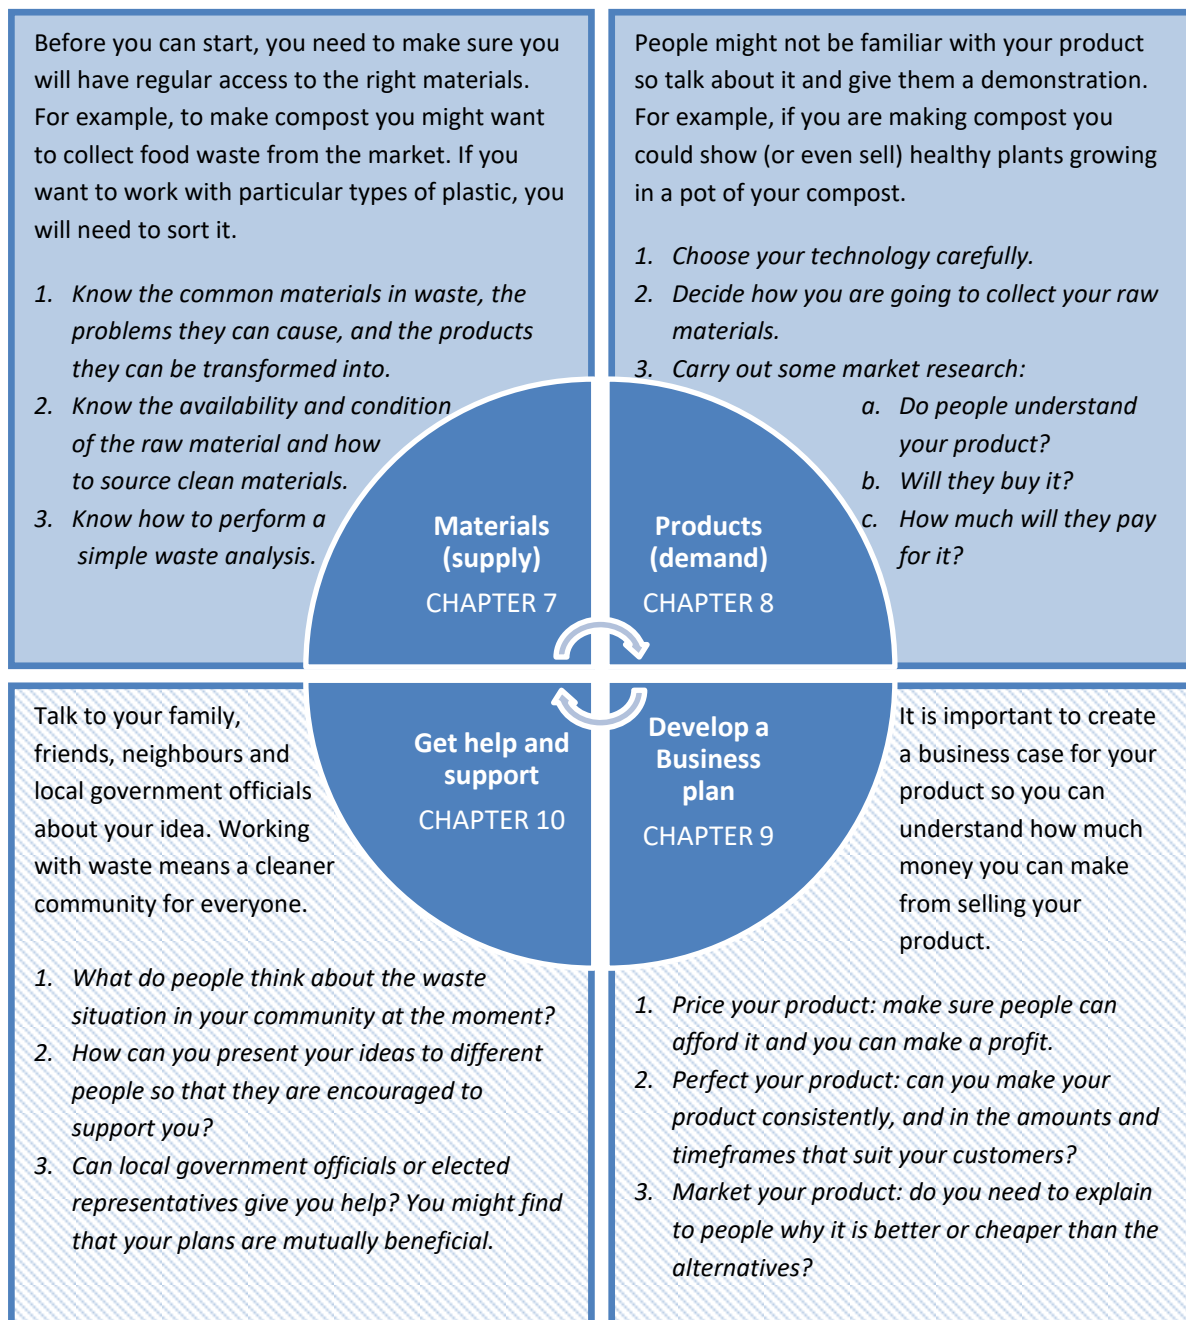 Before you can start, you need to make sure you
will have regular access to the right materials.
For example, to make compost you might want
to collect food waste from the market. If you
want to work with particular types of plastic, you
will need to sort it.
1. Know the common materials in waste, the
problems they can cause, and the products
they can be transformed into.
2. Know the availability and condition
of the raw material and how
to source clean materials.
3. Know how to perform a
simple waste analysis.
Materials
(supply)
CHAPTER 7
People might not be familiar with your product
so talk about it and give them a demonstration.
For example, if you are making compost you
could show (or even sell) healthy plants growing
in a pot of your compost.
1. Choose your technology carefully.
2. Decide how you are going to collect your raw
materials.
3. Carry out some market research:
a. Do people understand
your product?
b. Will they buy it?
c. How much will they pay
for it?
Products
(demand)
CHAPTER 8
Talk to your family,
friends, neighbours and
local government officials
about your idea. Working
with waste means a cleaner
community for everyone.
1. What do people think about the waste
situation in your community at the moment?
2. How can you present your ideas to different
people so that they are encouraged to
support you?
3. Can local government officials or elected
representatives give you help? You might find
that your plans are mutually beneficial.
Get help and
support
CHAPTER 10
Develop a
Business
plan
CHAPTER 9
It is important to create
a business case for your
product so you can
understand how much
money you can make
from selling your
product.
1. Price your product: make sure people can
afford it and you can make a profit.
2. Perfect your product: can you make your
product consistently, and in the amounts and
timeframes that suit your customers?
3. Market your product: do you need to explain
to people why it is better or cheaper than the
alternatives?